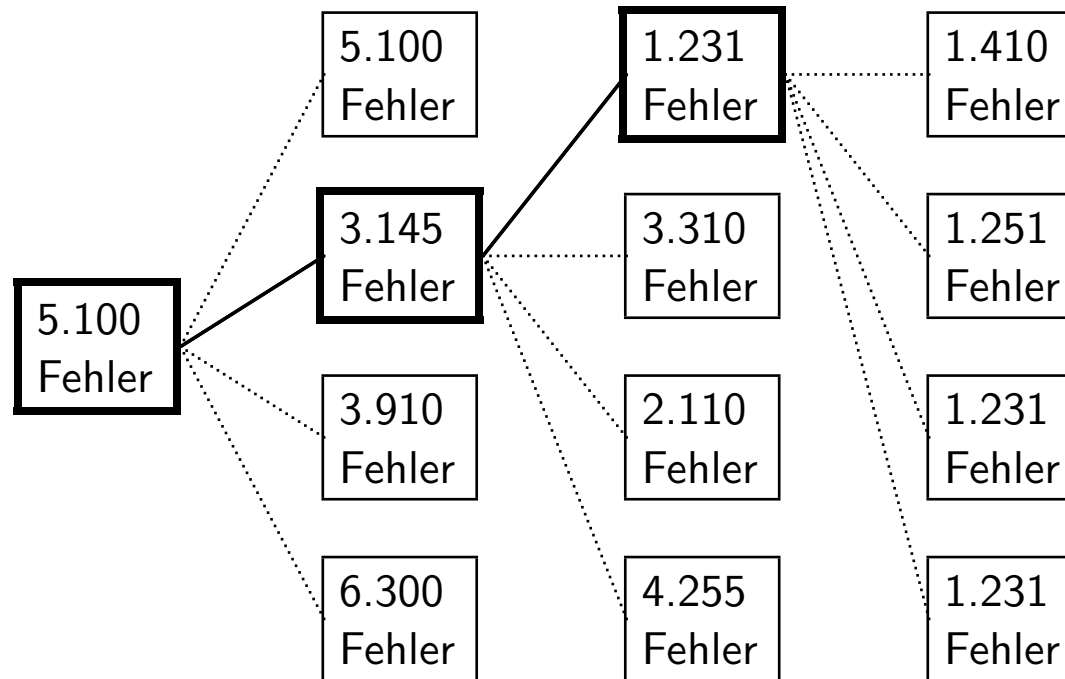 5.100
Fehler
5.100
Fehler
3.145
Fehler
3.910
Fehler
6.300
Fehler
1.231
Fehler
3.310
Fehler
2.110
Fehler
4.255
Fehler
1.410
Fehler
1.251
Fehler
1.231
Fehler
1.231
Fehler